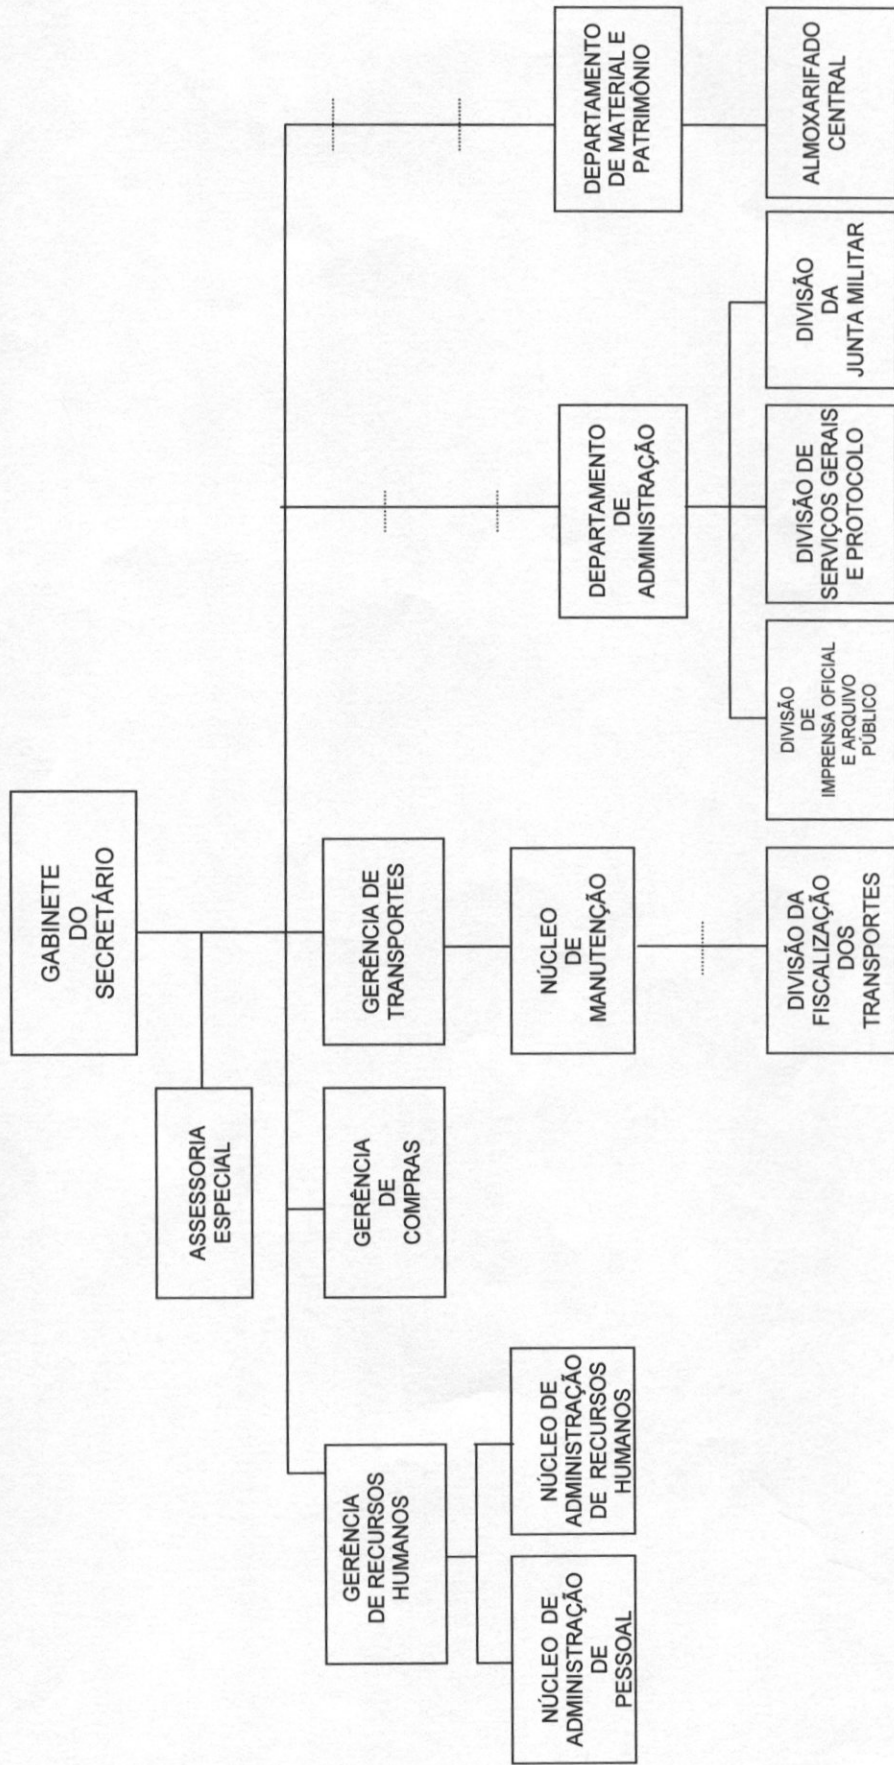 GABINETE
DO
SECRETÁRIO
ASSESSORIA
ESPECIAL
GERÊNCIA
DE RECURSOS
HUMANOS
GERÊNCIA
DE
COMPRAS
GERÊNCIA DE
TRANSPORTES
NÚCLEO DE
ADMINISTRAÇÃO
DE
PESSOAL
NÚCLEO DE
ADMINISTRAÇÃO
DE RECURSOS
HUMANOS
NÚCLEO
DE
MANUTENÇÃO
DEPARTAMENTO
DE
ADMINISTRAÇÃO
DEPARTAMENTO
DE MATERIAL E
PATRIMÔNIO
DIVISÃO DA
FISCALIZAÇÃO
DOS
TRANSPORTES
DIVISÃO
DE
IMPRENSA OFICIAL
E ARQUIVO
PÚBLICO
DIVISÃO DE
SERVIÇOS GERAIS
E PROTOCOLO
DIVISÃO
DA
JUNTA MILITAR
ALMOXARIFADO
CENTRAL